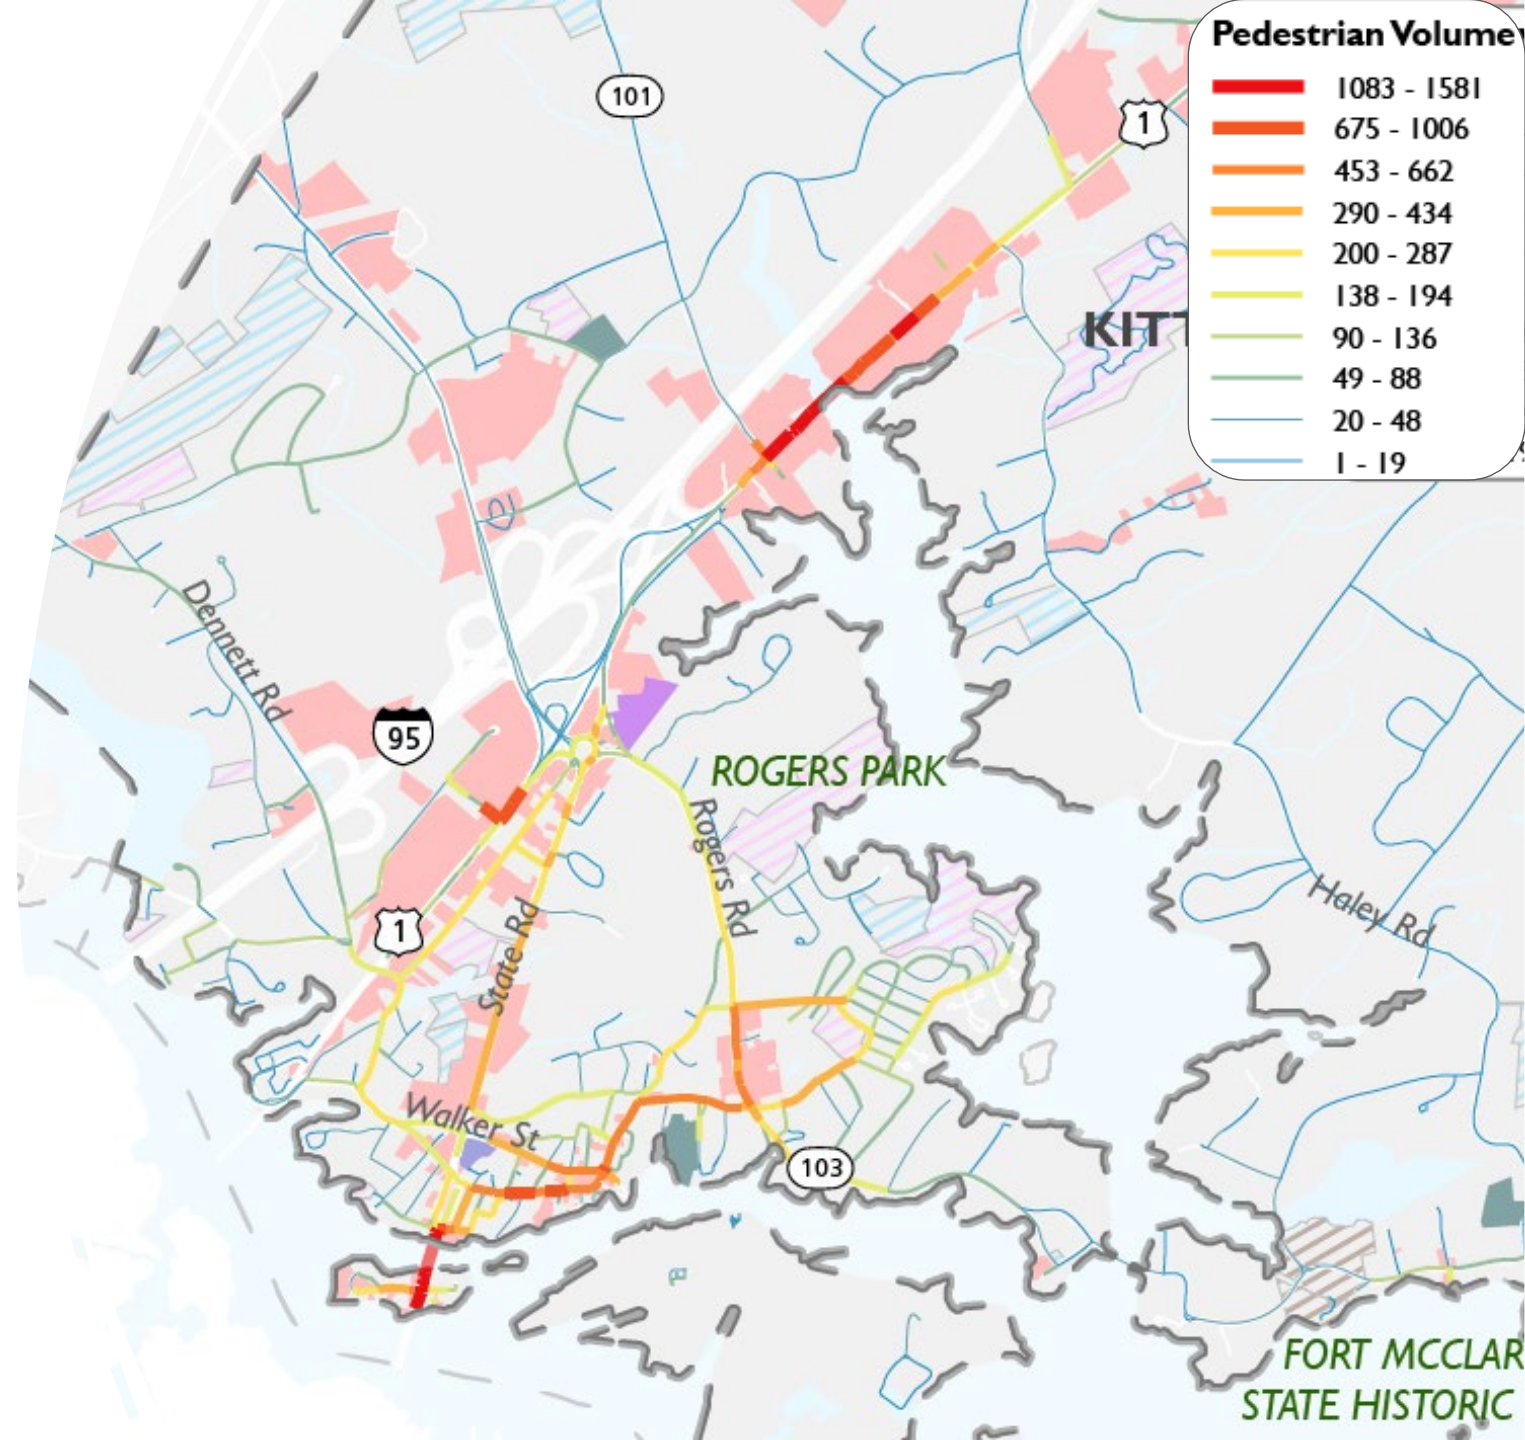 Pedestrian Volume
1083 - 1581
675 - 1006
453 - 662
290 - 434
200 - 287
138 - 194
90 - 136
49 - 88
20 - 48
1 - 19
101
1
KITT
Dennett Rd
95
ROGERS PARK
Rogers Rd
Haley Rd
1
State Rd
Walker St
103
FORT MCCLAR
STATE HISTORIC